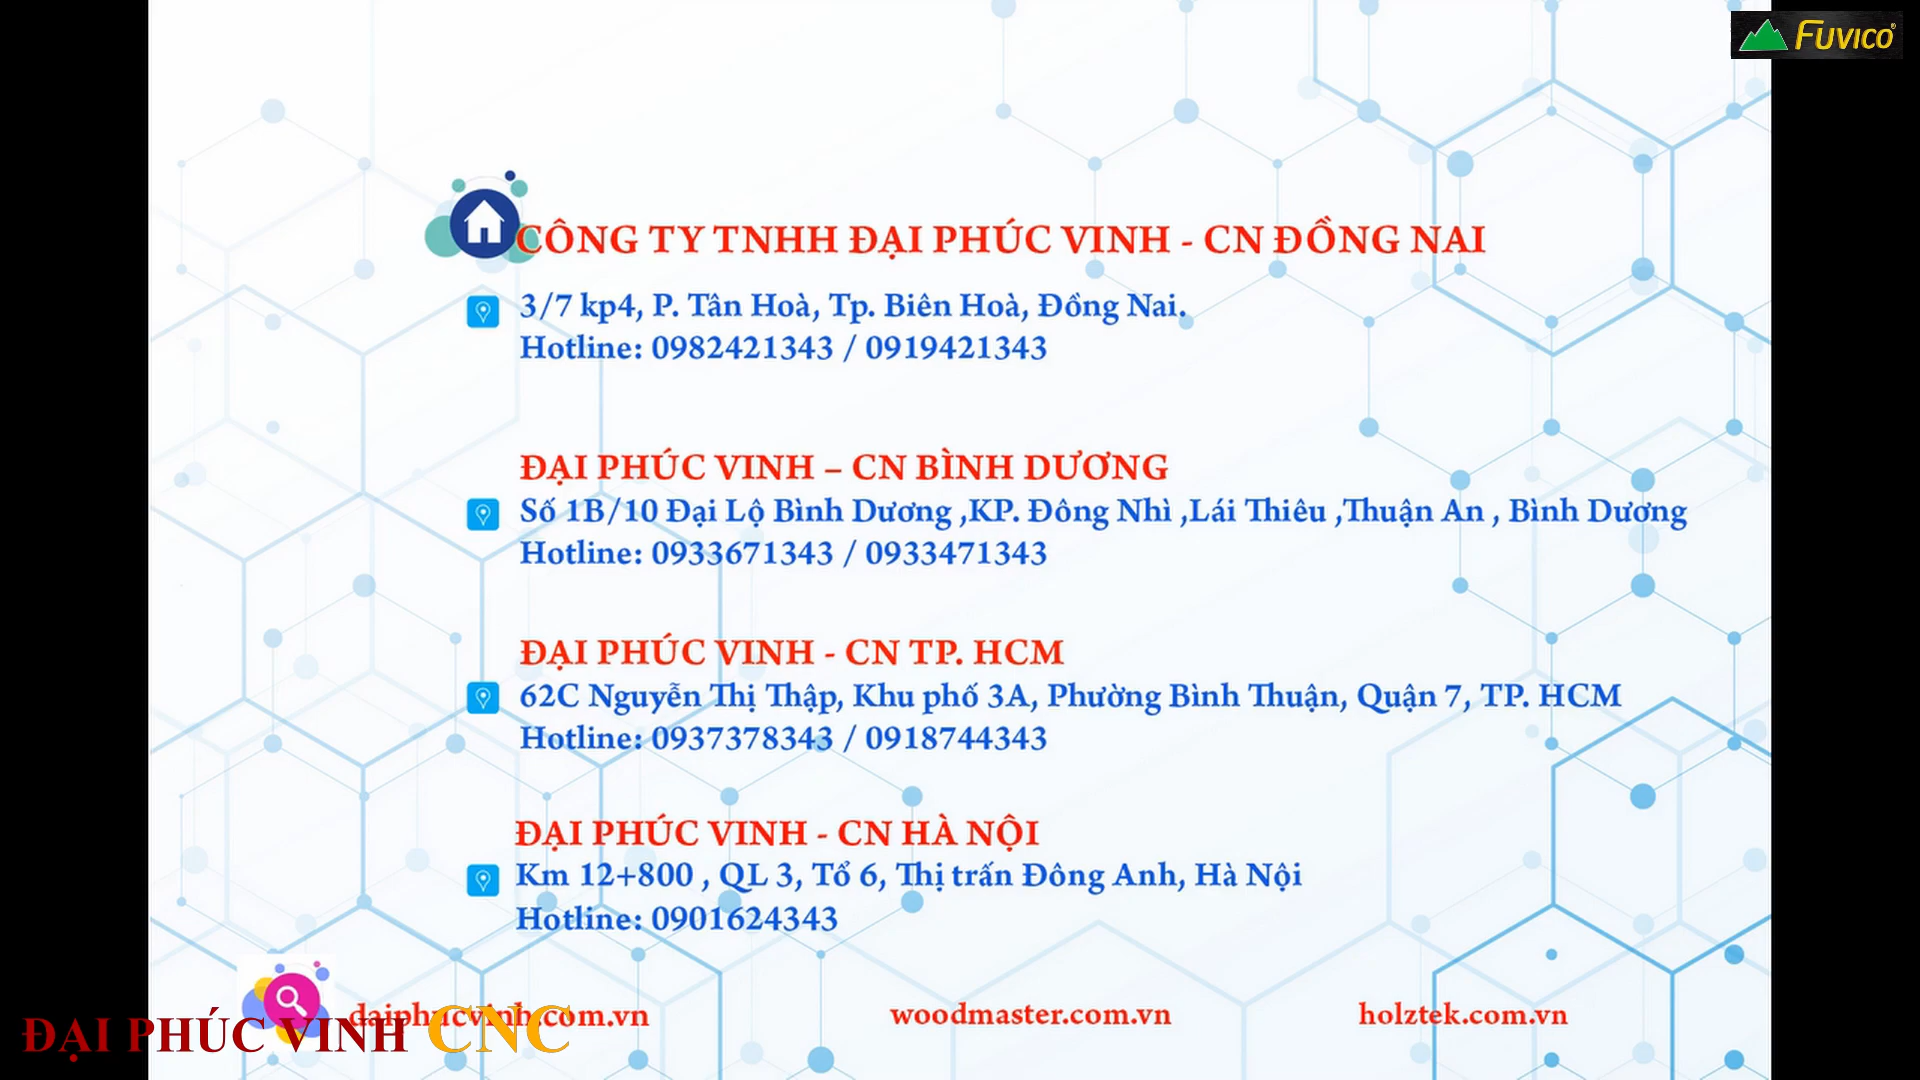 FUVICO®
CÔNG TY TNHH ĐẠI PHÚC VINH - CN ĐỒNG NAI
3/7 kp4, P. Tân Hoà, Tp. Biên Hoà, Đồng Nai.
Hotline: 0982421343 / 0919421343
ĐẠI PHÚC VINH – CN BÌNH DƯƠNG
Số 1B/10 Đại Lộ Bình Dương ,KP. Đông Nhì ,Lái Thiêu ,Thuận An , Bình Dương
Hotline: 0933671343 / 0933471343
ĐẠI PHÚC VINH - CN TP. HCM
62C Nguyễn Thị Thập, Khu phố 3A, Phường Bình Thuận, Quận 7, TP. HCM
Hotline: 0937378343 / 0918744343
ĐẠI PHÚC VINH - CN HÀ NỘI
Km 12+800 , QL 3, Tổ 6, Thị trấn Đông Anh, Hà Nội
Hotline: 0901624343
daiphucvinh.com.vn woodmaster.com.vn holztek.com.vn
ĐẠI PHÚC VINH CNC